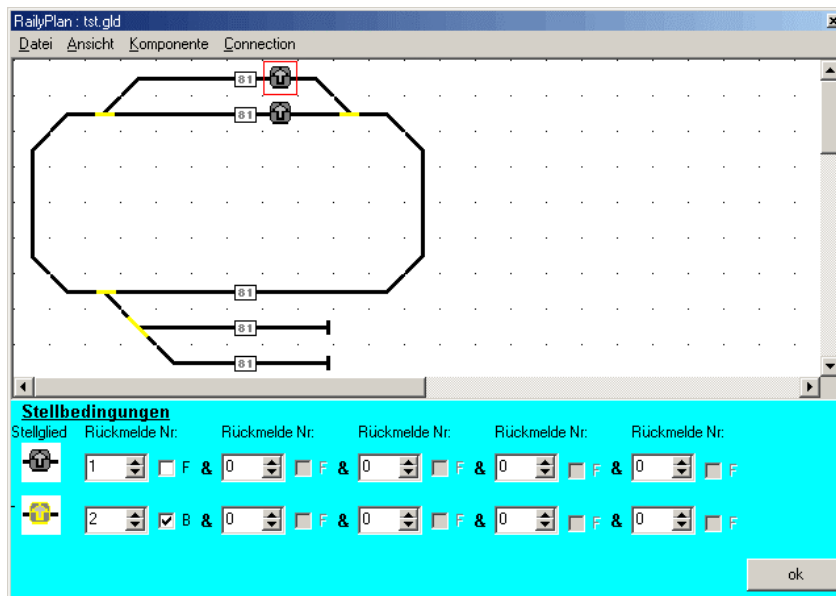 RailyPlan : tst.gld
Datei Ansicht Komponente Connection
81
81
81
81
81
Stellbedingungen
Stellglied Rückmelde Nr: Rückmelde Nr: Rückmelde Nr: Rückmelde Nr: Rückmelde Nr:
1 F & 0 F & 0 F & 0 F & 0 F
2 B & 0 F & 0 F & 0 F & 0 F
ok